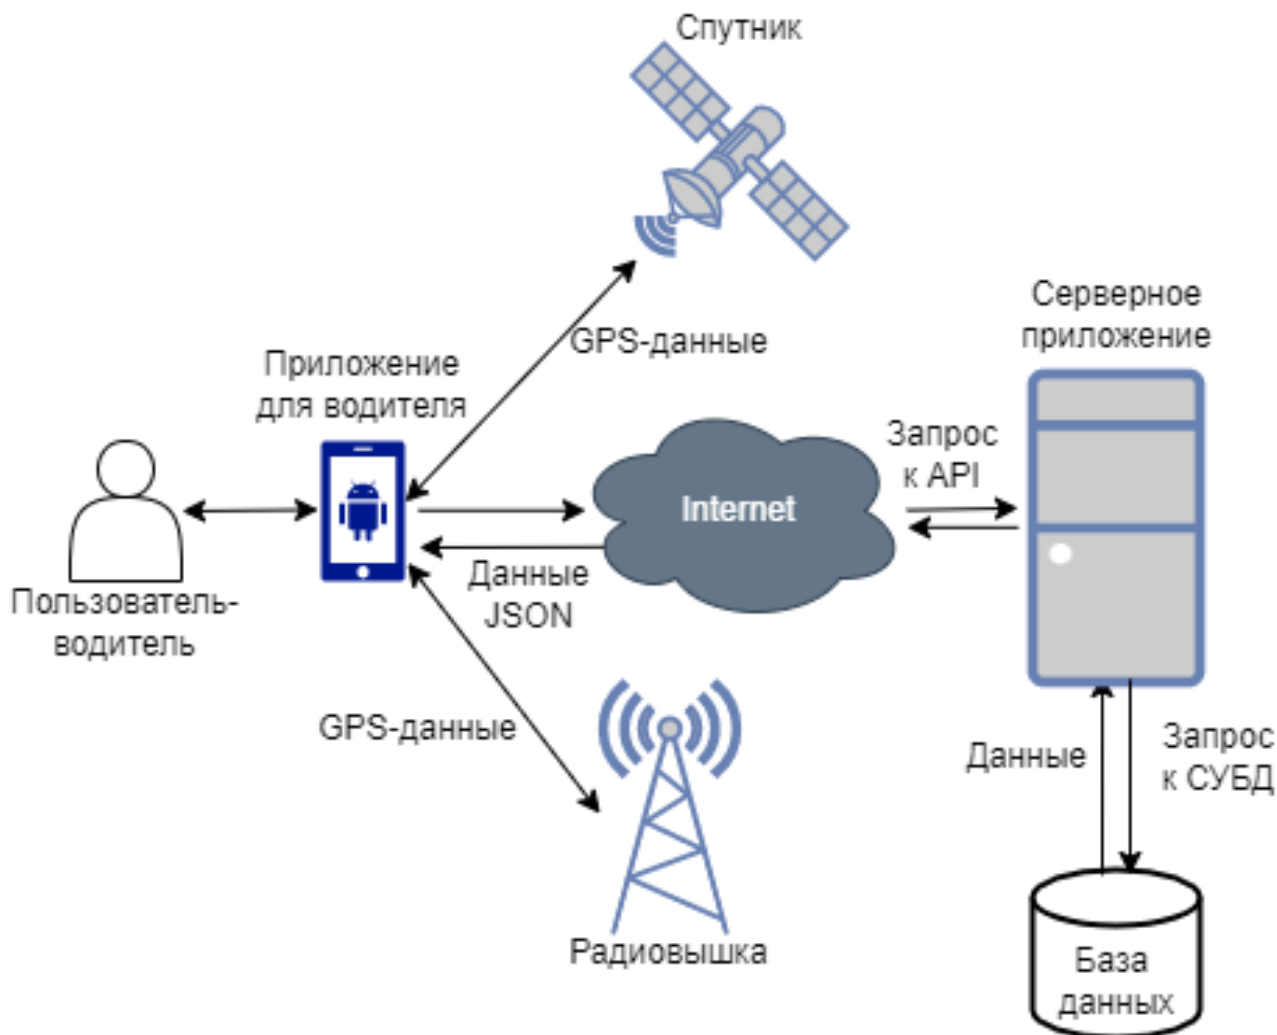 Спутник
GPS-данные
Серверное
приложение
Приложение
для водителя
Запрос
к API
Internet
Данные
JSON
Пользователь-
водитель
GPS-данные
Данные
Запрос
к СУБД
Радиовышка
База
данных